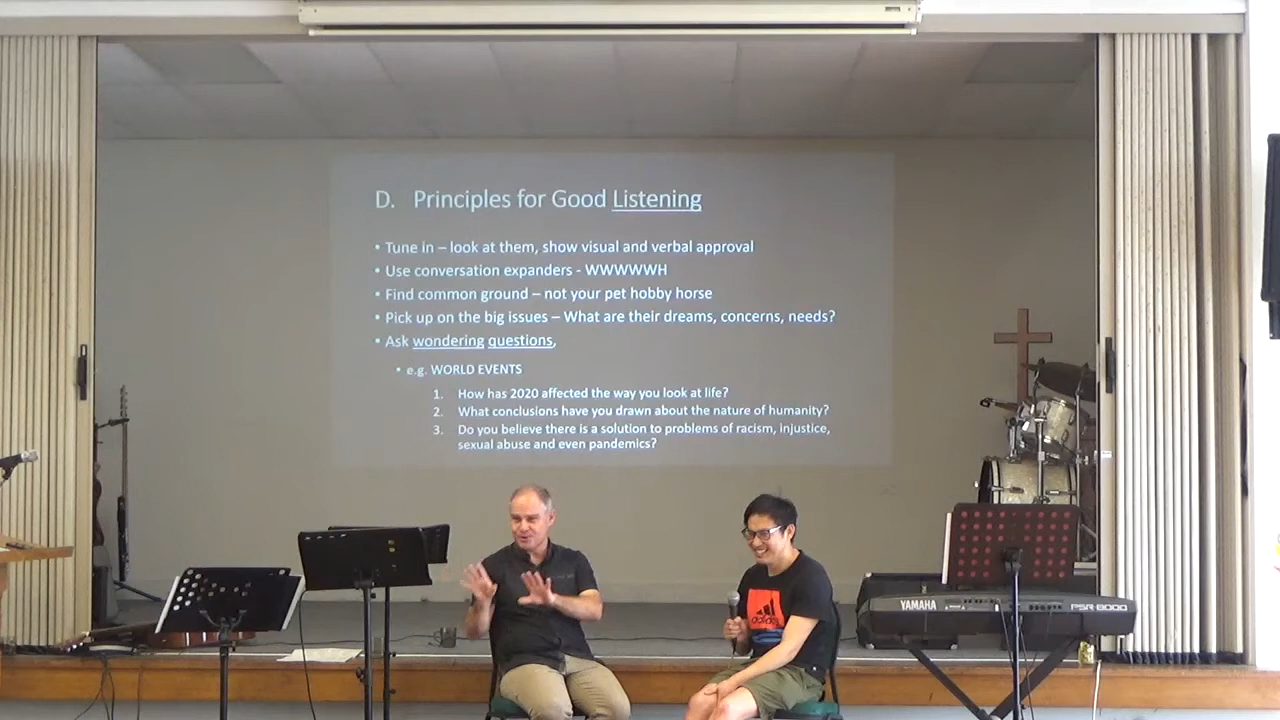 D. Principles for Good Listening
• Tune in – look at them, show visual and verbal approval
• Use conversation expanders - WWWWWH
• Find common ground – not your pet hobby horse
• Pick up on the big issues – What are their dreams, concerns, needs?
• Ask wondering questions,
• e.g. WORLD EVENTS
1. How has 2020 affected the way you look at life?
2. What conclusions have you drawn about the nature of humanity?
3. Do you believe there is a solution to problems of racism, injustice,
sexual abuse and even pandemics?
adidas
YAMAHA
PSR-8000